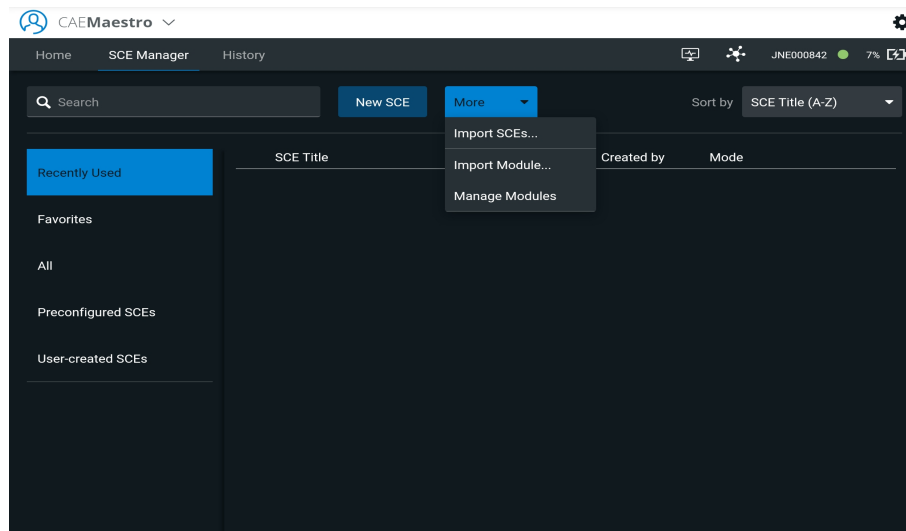 CAEMaestro
Home SCE Manager History JNE000842 7%
Search New SCE More Sort by SCE Title (A-Z)
Import SCEs...
Import Module...
Manage Modules
SCE Title Created by Mode
Recently Used
Favorites
All
Preconfigured SCEs
User-created SCEs